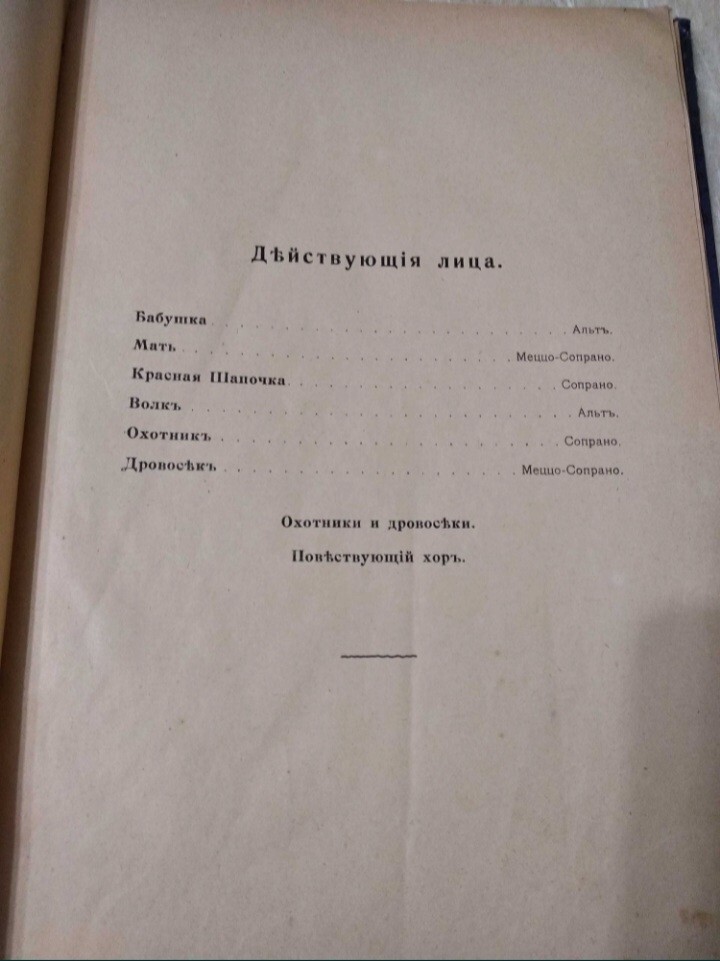 Дѣйствующія лица.
Бабушка . . . . . . . . . . . . . . . . . . . . Альтъ.
Мать . . . . . . . . . . . . . . . . . . . Меццо-Сопрано.
Красная Шапочка . . . . . . . . . . . . . . . Сопрано.
Волкъ . . . . . . . . . . . . . . . . . . . . . Альтъ.
Охотникъ . . . . . . . . . . . . . . . . . . . Сопрано.
Дровосѣкъ . . . . . . . . . . . . . . . . Меццо-Сопрано.
Охотники и дровосѣки.
Повѣствующій хоръ.